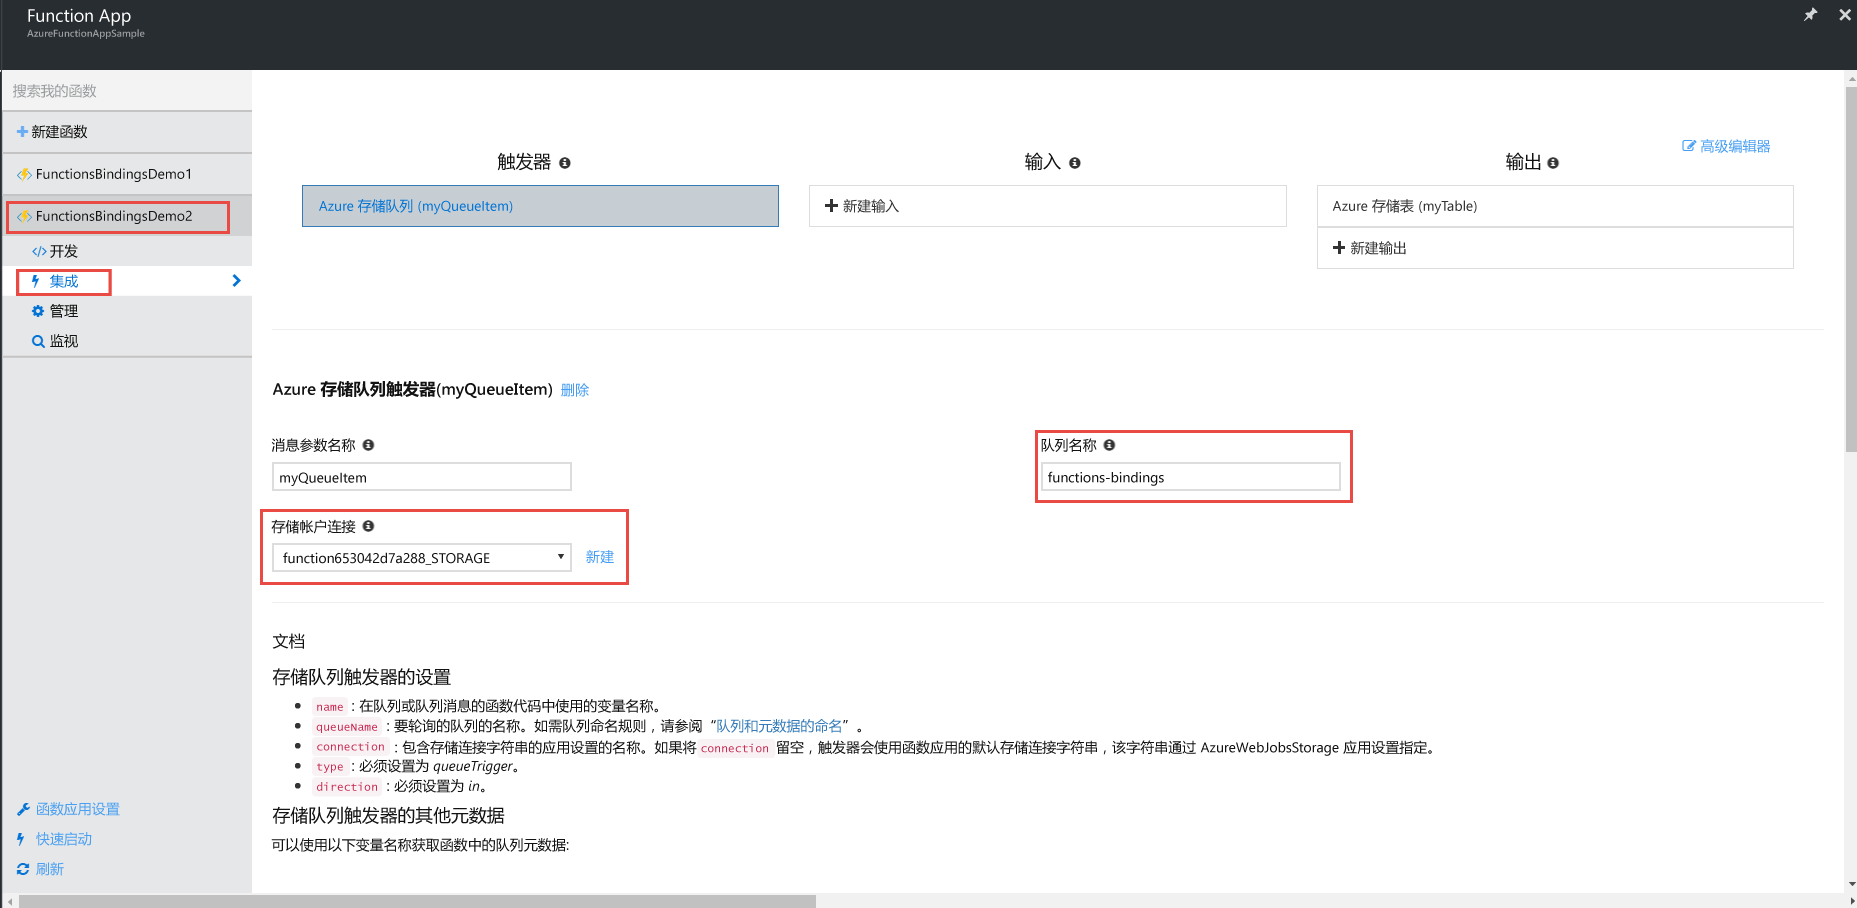 Function App
AzureFunctionAppSample
搜索我的函数
新建函数
FunctionsBindingsDemo1
FunctionsBindingsDemo2
开发
集成
管理
监视
函数应用设置
快速启动
刷新
高级编辑器
触发器
Azure 存储队列 (myQueueItem)
输入
新建输入
输出
Azure 存储表 (myTable)
新建输出
Azure 存储队列触发器(myQueueItem) 删除
消息参数名称
myQueueItem
队列名称
functions-bindings
存储帐户连接
function653042d7a288_STORAGE 新建
文档
存储队列触发器的设置
name : 在队列或队列消息的函数代码中使用的变量名称。
queueName : 要轮询的队列的名称。如需队列命名规则，请参阅“队列和元数据的命名”。
connection : 包含存储连接字符串的应用设置的名称。如果将 connection 留空，触发器会使用函数应用的默认存储连接字符串，该字符串通过 AzureWebJobsStorage 应用设置指定。
type : 必须设置为 queueTrigger。
direction : 必须设置为 in。
存储队列触发器的其他元数据
可以使用以下变量名称获取函数中的队列元数据: